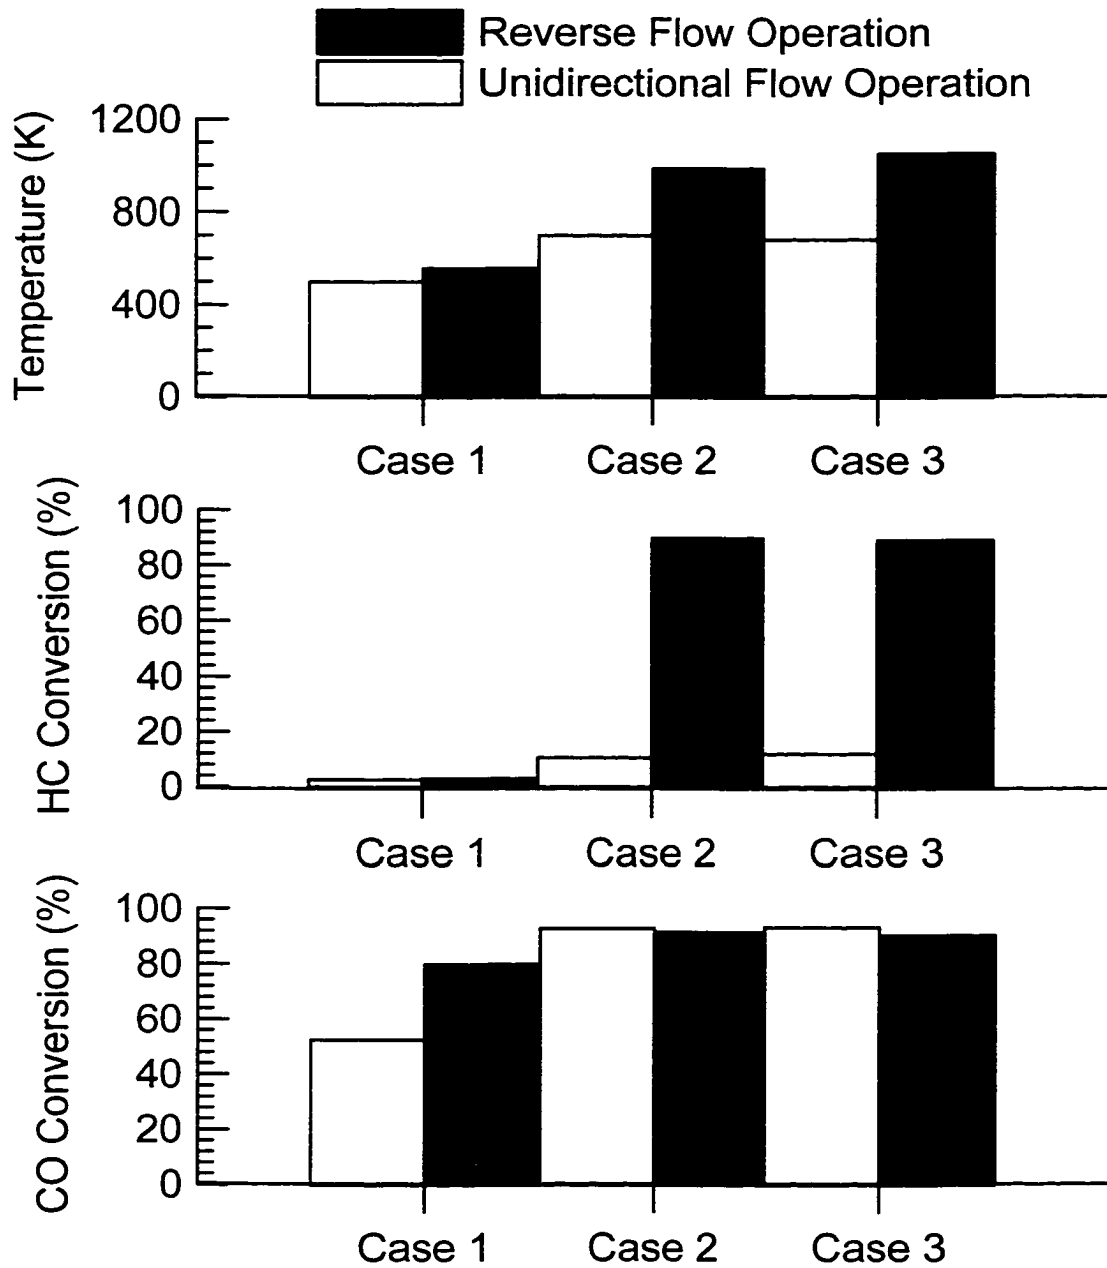 Reverse Flow Operation
Unidirectional Flow Operation
Temperature (K)
1200
800
400
0
Case 1 Case 2 Case 3
HC Conversion (%)
100
80
60
40
20
0
Case 1 Case 2 Case 3
CO Conversion (%)
100
80
60
40
20
0
Case 1 Case 2 Case 3